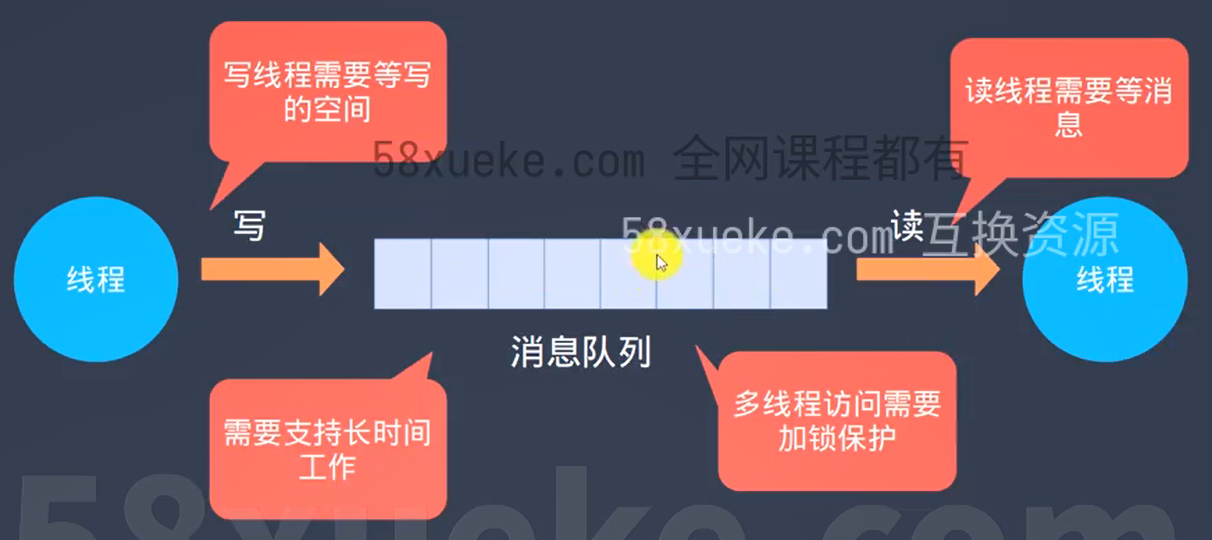 写线程需要等写
的空间
读线程需要等消
息
58xueke.com 全网课程都有
写
58xueke.com 互换资源
读
线程
线程
消息队列
需要支持长时间
工作
多线程访问需要
加锁保护
58xueke.com